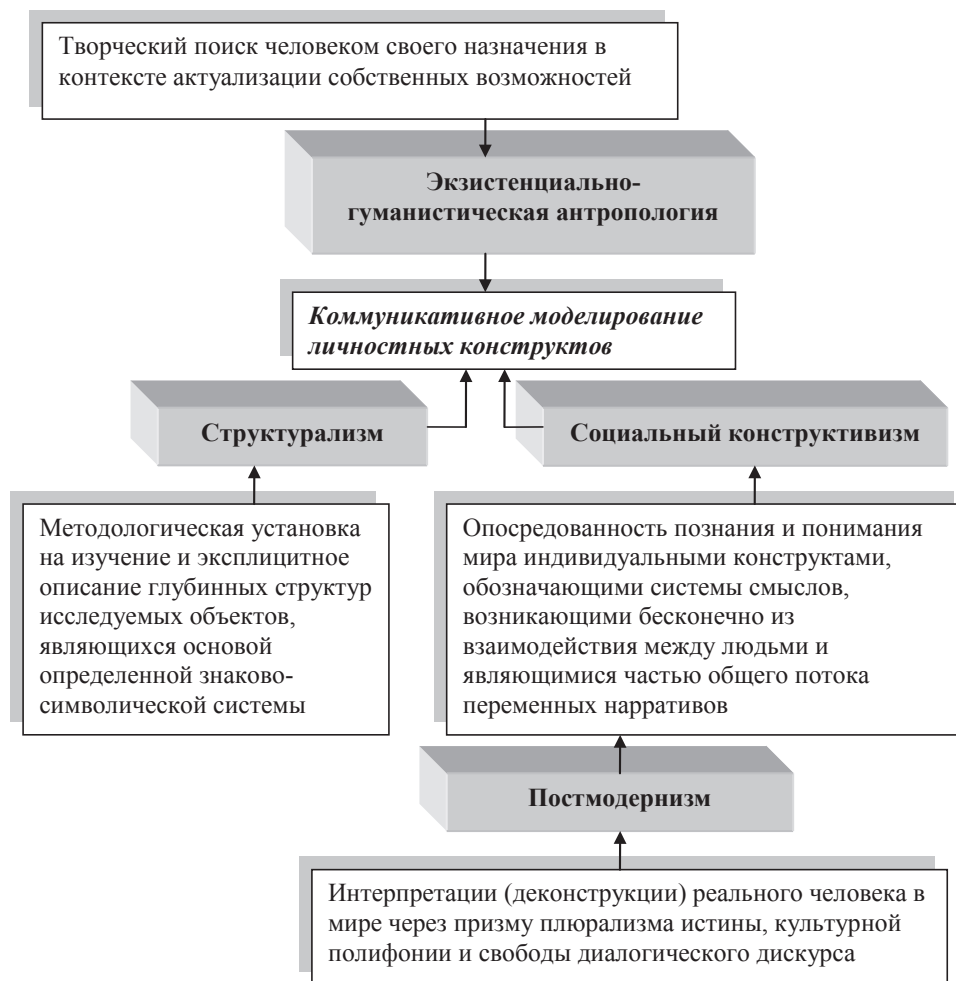 Творческий поиск человеком своего назначения в
контексте актуализации собственных возможностей
Экзистенциально-
гуманистическая антропология
Коммуникативное моделирование
личностных конструктов
Структурализм
Социальный конструктивизм
Методологическая установка
на изучение и эксплицитное
описание глубинных структур
исследуемых объектов,
являющихся основой
определенной знаково-
символической системы
Опосредованность познания и понимания
мира индивидуальными конструктами,
обозначающими системы смыслов,
возникающими бесконечно из
взаимодействия между людьми и
являющимися частью общего потока
переменных нарративов
Постмодернизм
Интерпретации (деконструкции) реального человека в
мире через призму плюрализма истины, культурной
полифонии и свободы диалогического дискурса